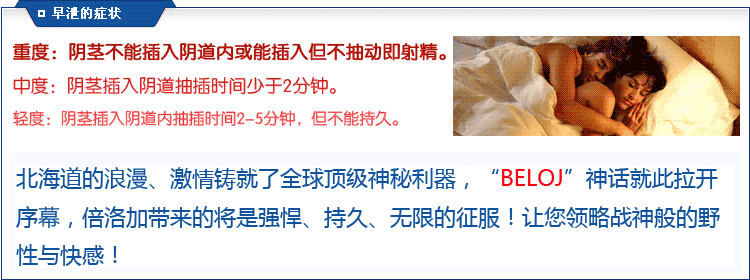 早泄的症状
重度：阴茎不能插入阴道内或能插入但不抽动即射精。
中度：阴茎插入阴道抽插时间少于2分钟。
轻度：阴茎插入阴道内抽插时间2-5分钟，但不能持久。
北海道的浪漫、激情铸就了全球顶级神秘利器，“BELOJ”神话就此拉开
序幕，倍洛加带来的将是强悍、持久、无限的征服！让您领略战神般的野
性与快感！